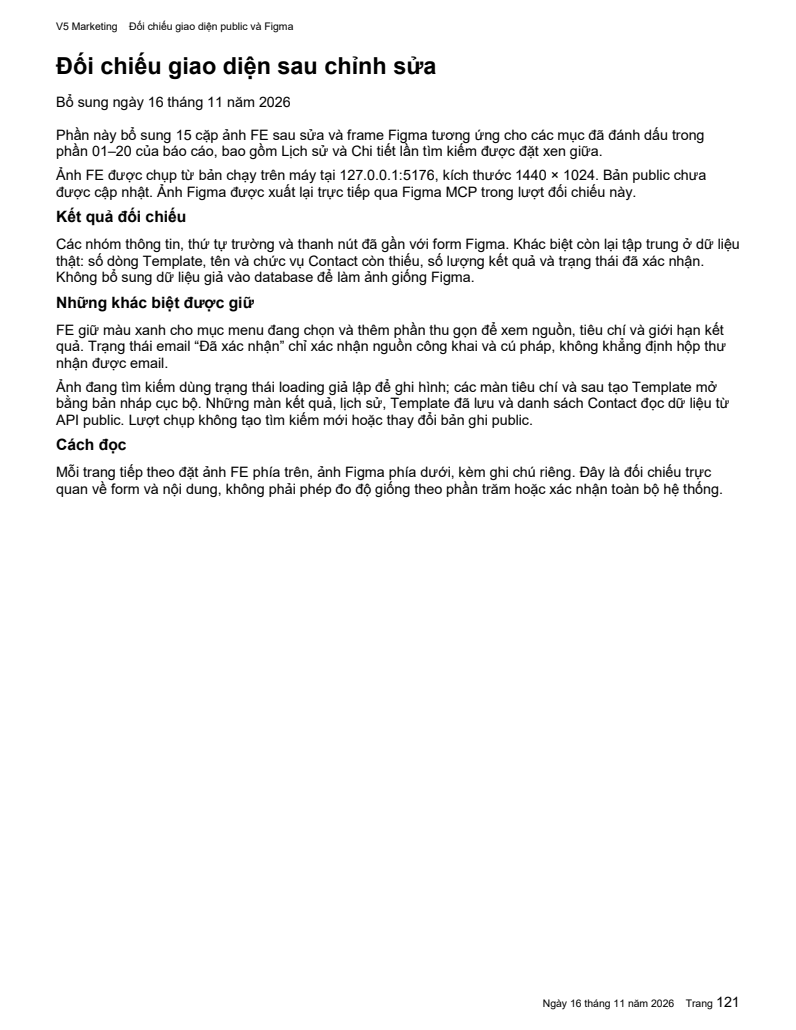 V5 Marketing Đối chiếu giao diện public và Figma
Đối chiếu giao diện sau chỉnh sửa
Bổ sung ngày 16 tháng 11 năm 2026
Phần này bổ sung 15 cặp ảnh FE sau sửa và frame Figma tương ứng cho các mục đã đánh dấu trong
phần 01–20 của báo cáo, bao gồm Lịch sử và Chi tiết lần tìm kiếm được đặt xen giữa.
Ảnh FE được chụp từ bản chạy trên máy tại 127.0.0.1:5176, kích thước 1440 × 1024. Bản public chưa
được cập nhật. Ảnh Figma được xuất lại trực tiếp qua Figma MCP trong lượt đối chiếu này.
Kết quả đối chiếu
Các nhóm thông tin, thứ tự trường và thanh nút đã gần với form Figma. Khác biệt còn lại tập trung ở dữ liệu
thật: số dòng Template, tên và chức vụ Contact còn thiếu, số lượng kết quả và trạng thái đã xác nhận.
Không bổ sung dữ liệu giả vào database để làm ảnh giống Figma.
Những khác biệt được giữ
FE giữ màu xanh cho mục menu đang chọn và thêm phần thu gọn để xem nguồn, tiêu chí và giới hạn kết
quả. Trạng thái email “Đã xác nhận” chỉ xác nhận nguồn công khai và cú pháp, không khẳng định hộp thư
nhận được email.
Ảnh đang tìm kiếm dùng trạng thái loading giả lập để ghi hình; các màn tiêu chí và sau tạo Template mở
bằng bản nháp cục bộ. Những màn kết quả, lịch sử, Template đã lưu và danh sách Contact đọc dữ liệu từ
API public. Lượt chụp không tạo tìm kiếm mới hoặc thay đổi bản ghi public.
Cách đọc
Mỗi trang tiếp theo đặt ảnh FE phía trên, ảnh Figma phía dưới, kèm ghi chú riêng. Đây là đối chiếu trực
quan về form và nội dung, không phải phép đo độ giống theo phần trăm hoặc xác nhận toàn bộ hệ thống.
Ngày 16 tháng 11 năm 2026 Trang 121